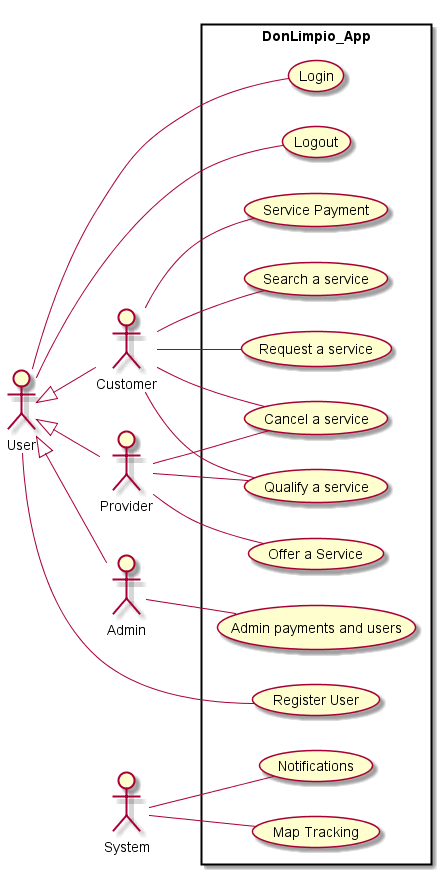 DonLimpio_App
Login
Logout
Service Payment
Search a service
Request a service
Customer
Cancel a service
User
Qualify a service
Provider
Offer a Service
Admin payments and users
Admin
Register User
Notifications
Map Tracking
System